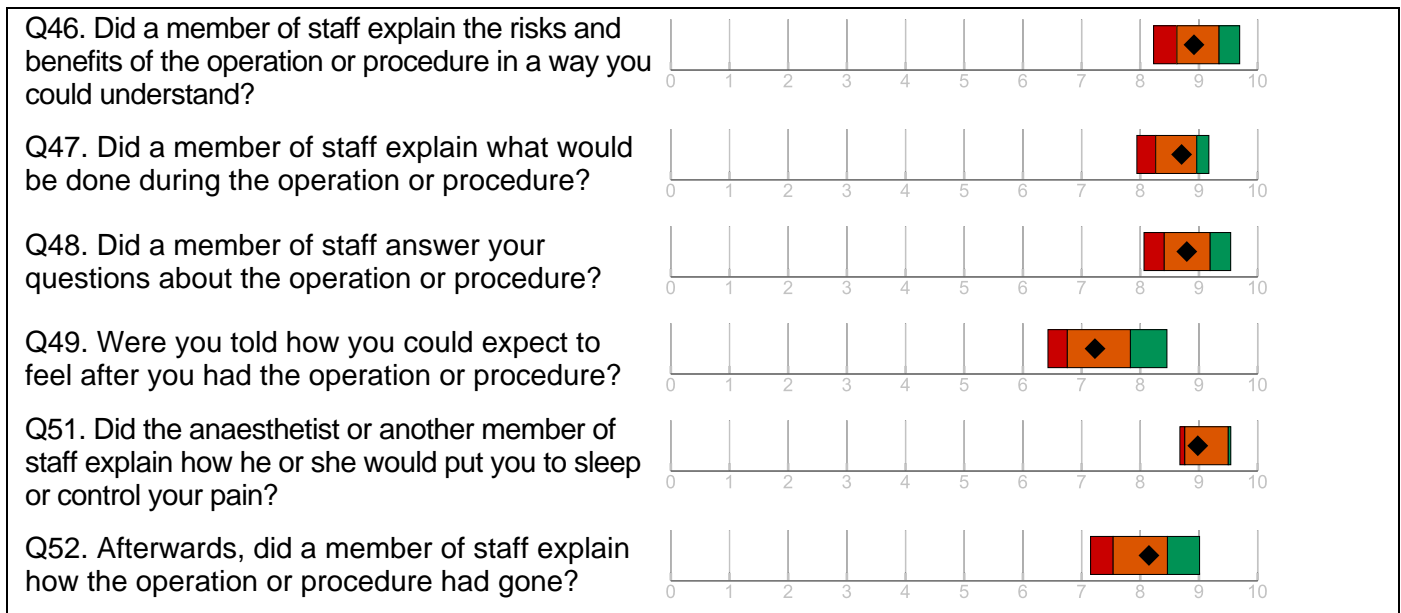 Q46. Did a member of staff explain the risks and
benefits of the operation or procedure in a way you
could understand?
0 1 2 3 4 5 6 7 8 9 10
Q47. Did a member of staff explain what would
be done during the operation or procedure?
0 1 2 3 4 5 6 7 8 9 10
Q48. Did a member of staff answer your
questions about the operation or procedure?
0 1 2 3 4 5 6 7 8 9 10
Q49. Were you told how you could expect to
feel after you had the operation or procedure?
0 1 2 3 4 5 6 7 8 9 10
Q51. Did the anaesthetist or another member of
staff explain how he or she would put you to sleep
or control your pain?
0 1 2 3 4 5 6 7 8 9 10
Q52. Afterwards, did a member of staff explain
how the operation or procedure had gone?
0 1 2 3 4 5 6 7 8 9 10